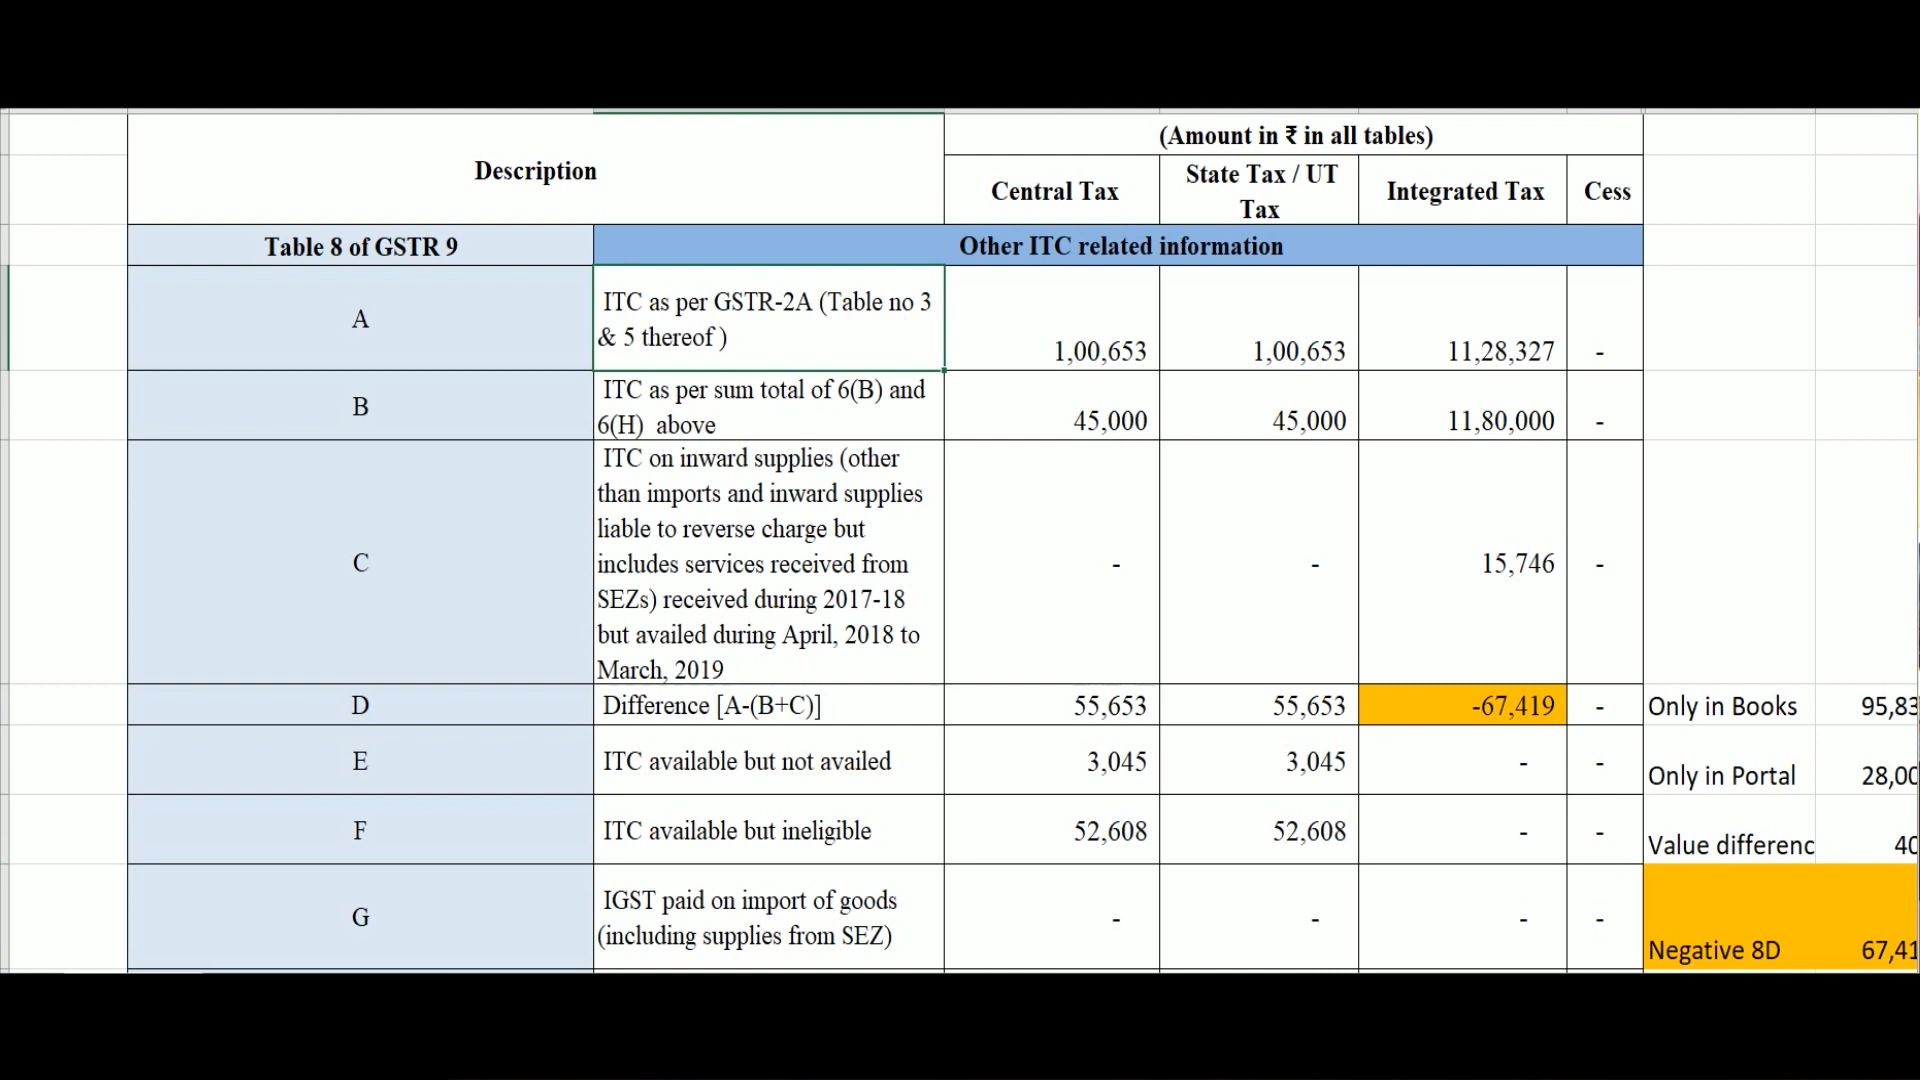 Description
(Amount in ₹ in all tables)
Central Tax
State Tax / UT
Tax
Integrated Tax
Cess
Table 8 of GSTR 9
Other ITC related information
A
ITC as per GSTR-2A (Table no 3
& 5 thereof )
1,00,653
1,00,653
11,28,327
-
B
ITC as per sum total of 6(B) and
6(H) above
45,000
45,000
11,80,000
-
C
ITC on inward supplies (other
than imports and inward supplies
liable to reverse charge but
includes services received from
SEZs) received during 2017-18
but availed during April, 2018 to
March, 2019
-
-
15,746
-
D
Difference [A-(B+C)]
55,653
55,653
-67,419
-
Only in Books
95,83
E
ITC available but not availed
3,045
3,045
-
-
Only in Portal
28,00
F
ITC available but ineligible
52,608
52,608
-
-
Value differenc
40
G
IGST paid on import of goods
(including supplies from SEZ)
-
-
-
-
Negative 8D
67,41